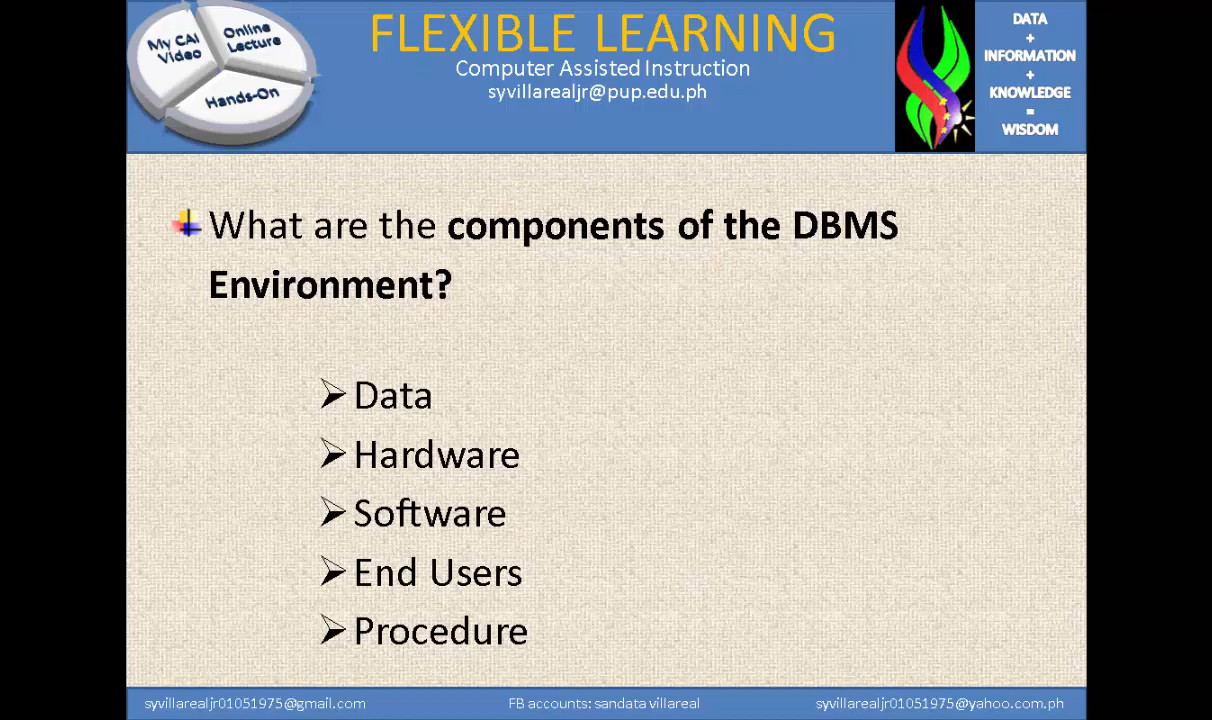 My CAI
Video
Online
Lecture
Hands-On
FLEXIBLE LEARNING
Computer Assisted Instruction
syvillarealjr@pup.edu.ph
DATA
+
INFORMATION
+
KNOWLEDGE
=
WISDOM
What are the components of the DBMS
Environment?
Data
Hardware
Software
End Users
Procedure
syvillarealjr01051975@gmail.com
FB accounts: sandata villareal
syvillarealjr01051975@yahoo.com.ph